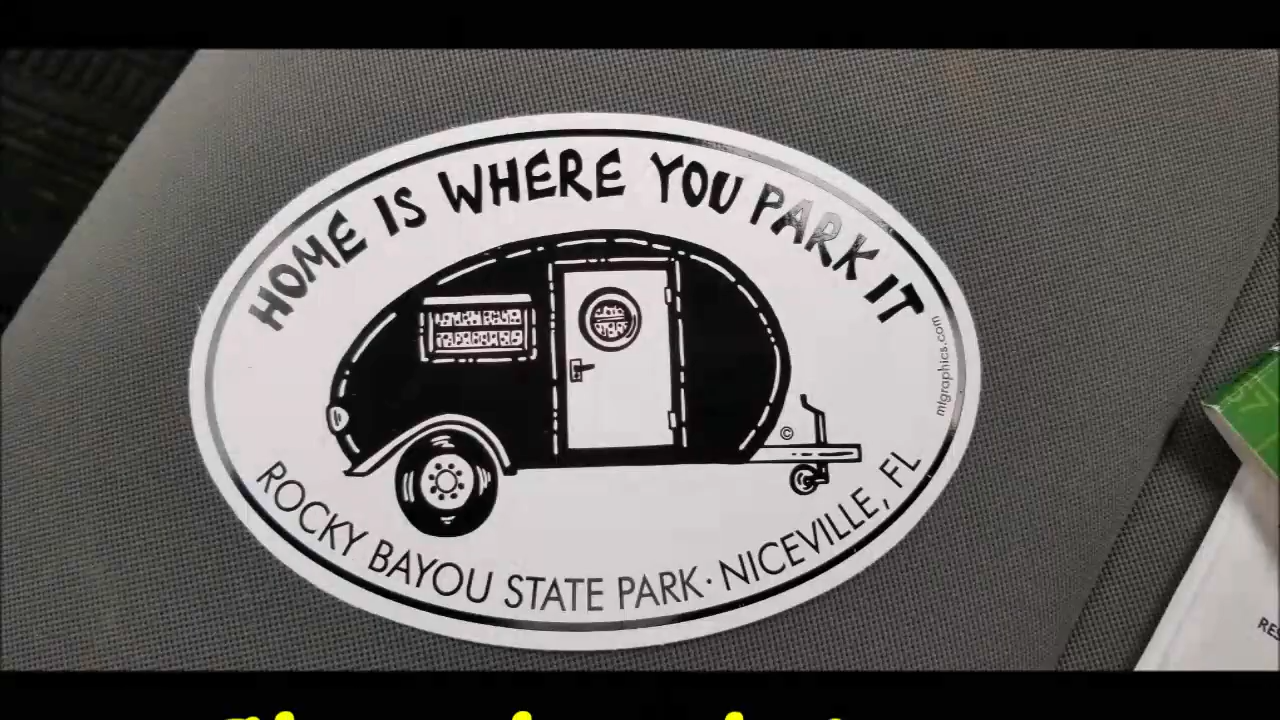 HOME IS WHERE YOU PARK IT
mtgraphics.com
©
ROCKY BAYOU STATE PARK · NICEVILLE, FL